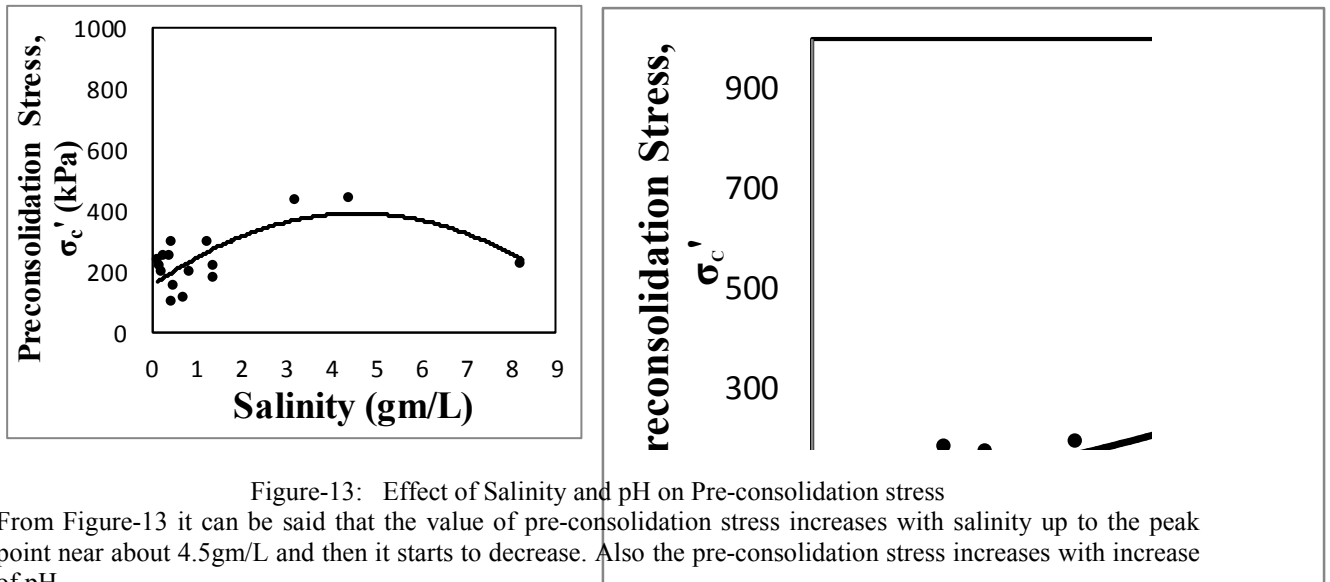 Preconsolidation Stress,
σc' (kPa)
1000
800
600
400
200
0
0 1 2 3 4 5 6 7 8 9
Salinity (gm/L)
reconsolidation Stress,
σc'
900
700
500
300
Figure-13: Effect of Salinity and pH on Pre-consolidation stress
From Figure-13 it can be said that the value of pre-consolidation stress increases with salinity up to the peak
point near about 4.5gm/L and then it starts to decrease. Also the pre-consolidation stress increases with increase
of pH